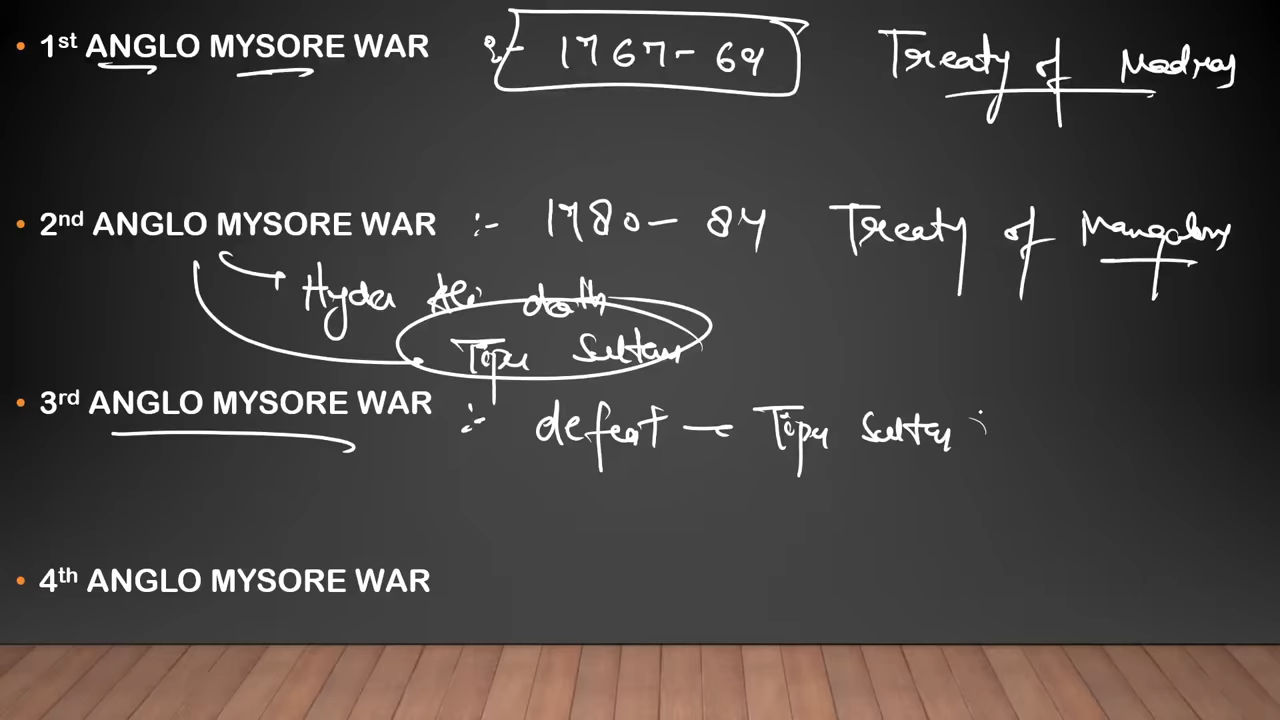 • 1st ANGLO MYSORE WAR :- 1767-69 Treaty of Madras
• 2nd ANGLO MYSORE WAR :- 1780-84 Treaty of Mangalore
Hyder Ali death
Tipu Sultan
• 3rd ANGLO MYSORE WAR :- defeat - Tipu Sultan
• 4th ANGLO MYSORE WAR